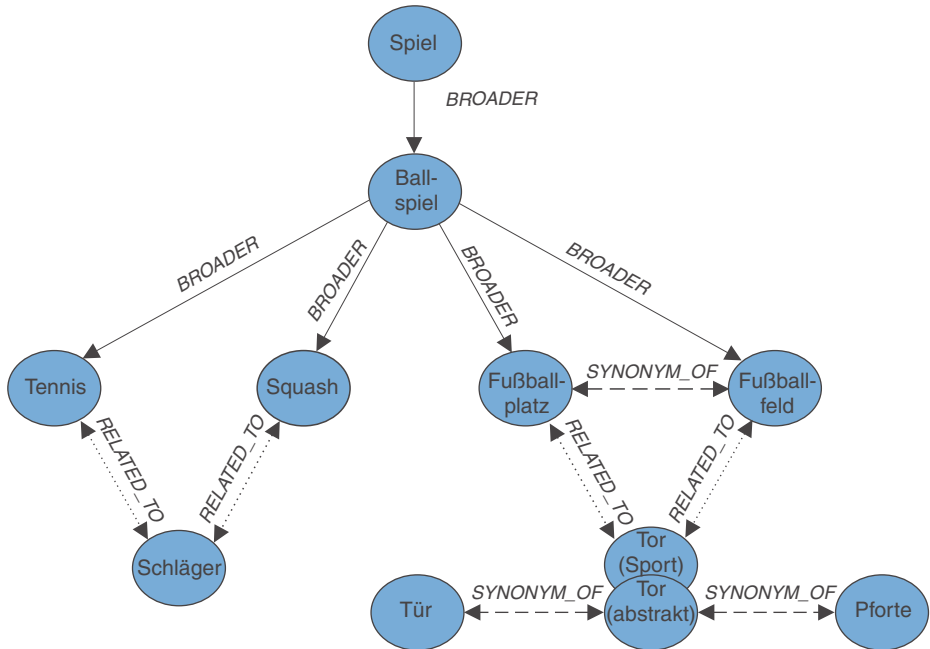 Spiel
BROADER
Ball-
spiel
BROADER
BROADER
BROADER
BROADER
Tennis
Squash
Fußball-
platz
SYNONYM_OF
Fußball-
feld
RELATED_TO
RELATED_TO
RELATED_TO
RELATED_TO
Schläger
Tor
(Sport)
Tür
SYNONYM_OF
Tor
(abstrakt)
SYNONYM_OF
Pforte